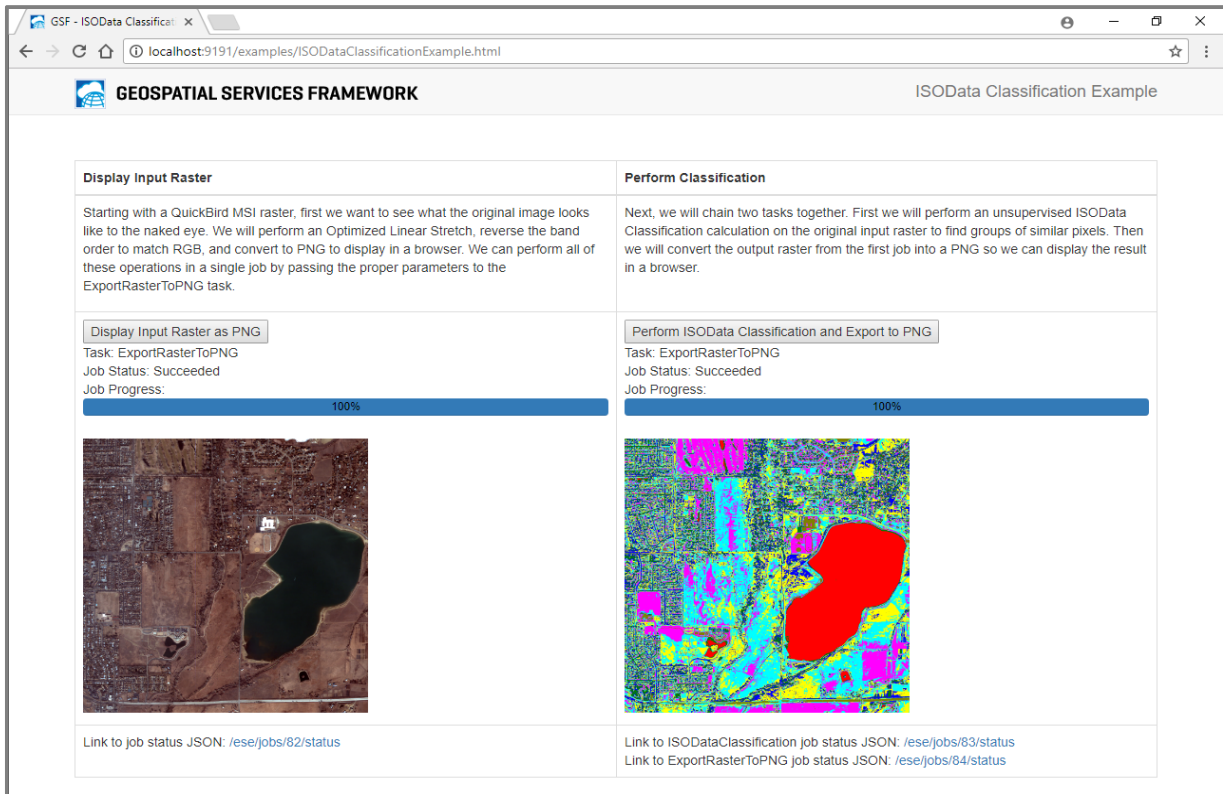 GSF - ISOData Classificat
localhost:9191/examples/ISODataClassificationExample.html
GEOSPATIAL SERVICES FRAMEWORK
ISOData Classification Example
Display Input Raster
Starting with a QuickBird MSI raster, first we want to see what the original image looks
like to the naked eye. We will perform an Optimized Linear Stretch, reverse the band
order to match RGB, and convert to PNG to display in a browser. We can perform all of
these operations in a single job by passing the proper parameters to the
ExportRasterToPNG task.
Display Input Raster as PNG
Task: ExportRasterToPNG
Job Status: Succeeded
Job Progress:
100%
Link to job status JSON: /ese/jobs/82/status
Perform Classification
Next, we will chain two tasks together. First we will perform an unsupervised ISOData
Classification calculation on the original input raster to find groups of similar pixels. Then
we will convert the output raster from the first job into a PNG so we can display the result
in a browser.
Perform ISOData Classification and Export to PNG
Task: ExportRasterToPNG
Job Status: Succeeded
Job Progress:
100%
Link to ISODataClassification job status JSON: /ese/jobs/83/status
Link to ExportRasterToPNG job status JSON: /ese/jobs/84/status